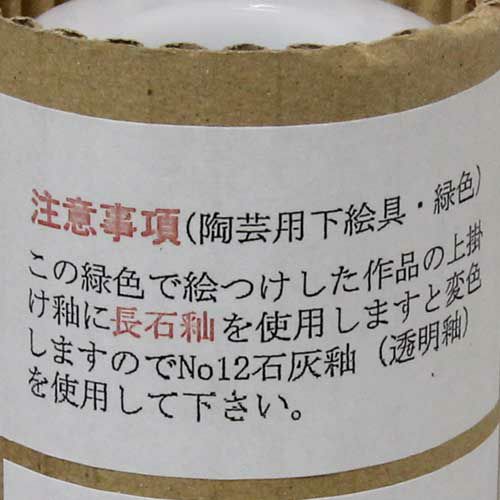 注意事項(陶芸用下絵具・緑色)
この緑色で絵つけした作品の上掛
け釉に長石釉を使用しますと変色
しますのでNo12石灰釉(透明釉)
を使用して下さい。